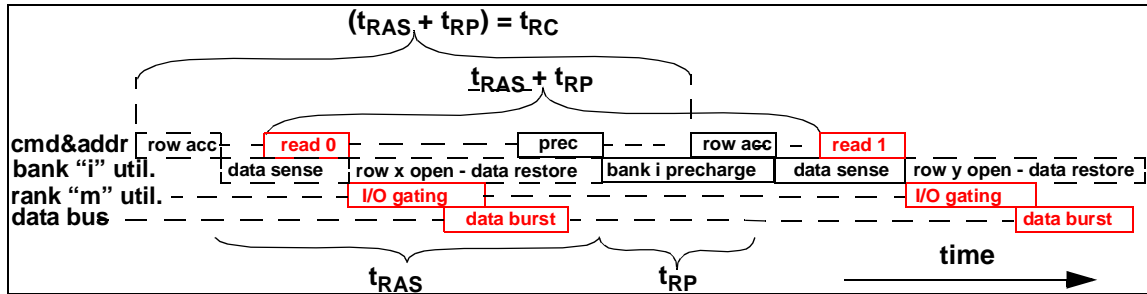 (tRAS + tRP) = tRC
tRAS + tRP
cmd&addr row acc read 0 prec row acc read 1
bank “i” util. data sense row x open - data restore bank i precharge data sense row y open - data restore
rank “m” util. I/O gating I/O gating
data bus data burst data burst
tRAS tRP time